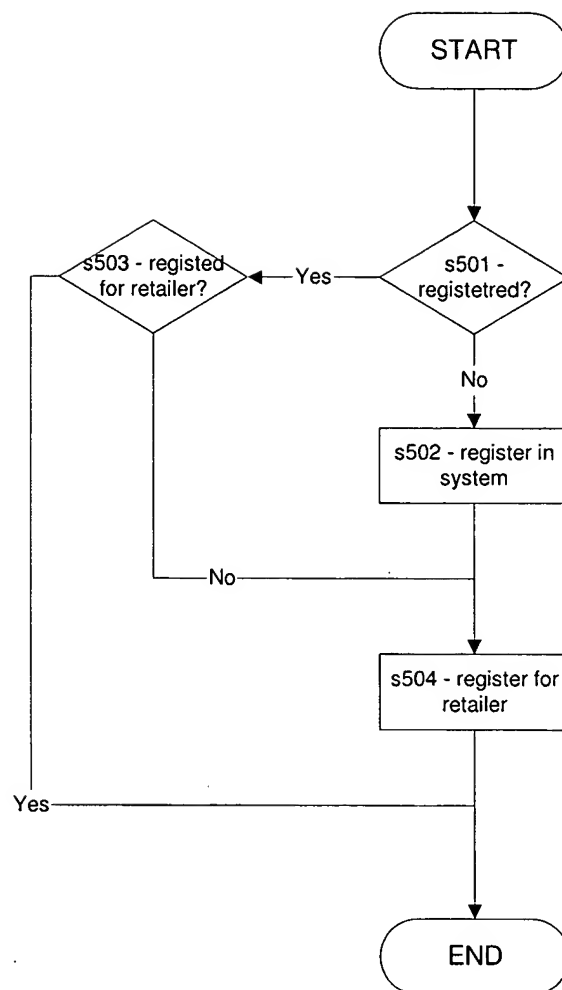 START
s503 - registed
for retailer?
Yes
s501 -
registetred?
No
s502 - register in
system
No
s504 - register for
retailer
Yes
END